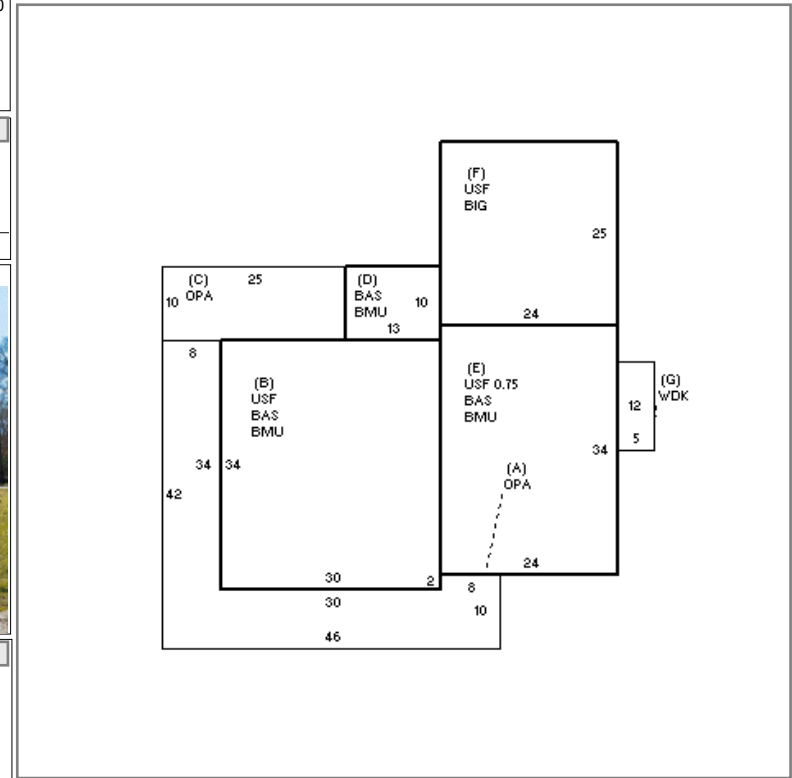 (F)
USF
BIG
25
24
(C)
OPA
25
10
(D)
BAS
BMU
10
13
8
(B)
USF
BAS
BMU
34
34
42
30
2
30
46
(E)
USF 0.75
BAS
BMU
34
(A)
OPA
24
8
10
(G)
WDK
12
5